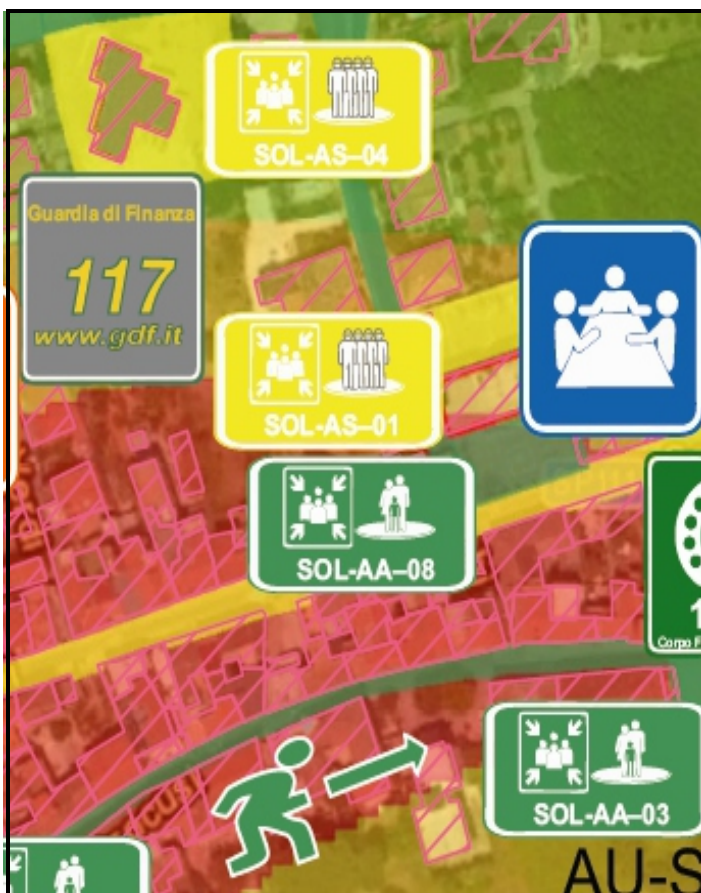 SOL-AS–04
Guardia di Finanza
117
www.gdf.it
SOL-AS–01
SOL-AA–08
Corpo F
SOL-AA–03
AU-S